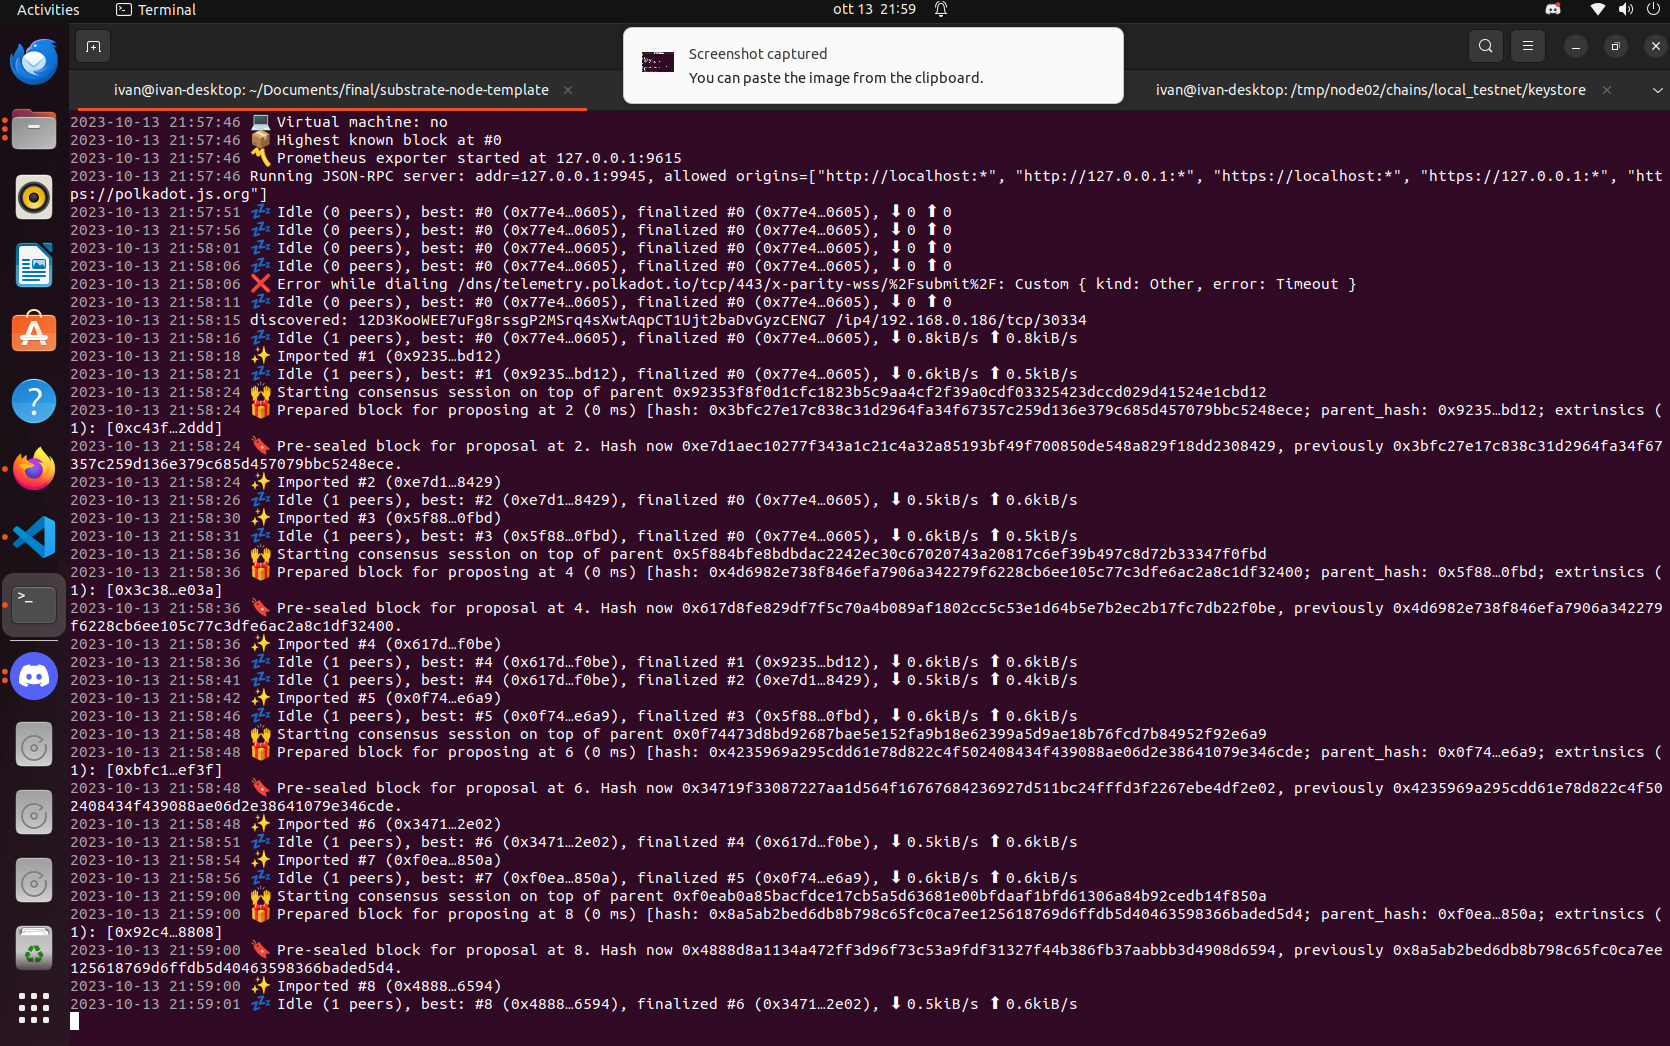 Activities
Terminal
ott 13 21:59
Screenshot captured
You can paste the image from the clipboard.
ivan@ivan-desktop: ~/Documents/final/substrate-node-template
ivan@ivan-desktop: /tmp/node02/chains/local_testnet/keystore
2023-10-13 21:57:46 💻 Virtual machine: no
2023-10-13 21:57:46 📦 Highest known block at #0
2023-10-13 21:57:46 〽️ Prometheus exporter started at 127.0.0.1:9615
2023-10-13 21:57:46 Running JSON-RPC server: addr=127.0.0.1:9945, allowed origins=["http://localhost:*", "http://127.0.0.1:*", "https://localhost:*", "https://127.0.0.1:*", "htt
ps://polkadot.js.org"]
2023-10-13 21:57:51 💤 Idle (0 peers), best: #0 (0x77e4…0605), finalized #0 (0x77e4…0605), ⬇ 0 ⬆ 0
2023-10-13 21:57:56 💤 Idle (0 peers), best: #0 (0x77e4…0605), finalized #0 (0x77e4…0605), ⬇ 0 ⬆ 0
2023-10-13 21:58:01 💤 Idle (0 peers), best: #0 (0x77e4…0605), finalized #0 (0x77e4…0605), ⬇ 0 ⬆ 0
2023-10-13 21:58:06 💤 Idle (0 peers), best: #0 (0x77e4…0605), finalized #0 (0x77e4…0605), ⬇ 0 ⬆ 0
2023-10-13 21:58:06 ❌ Error while dialing /dns/telemetry.polkadot.io/tcp/443/x-parity-wss/%2Fsubmit%2F: Custom { kind: Other, error: Timeout }
2023-10-13 21:58:11 💤 Idle (0 peers), best: #0 (0x77e4…0605), finalized #0 (0x77e4…0605), ⬇ 0 ⬆ 0
2023-10-13 21:58:15 discovered: 12D3KooWEE7uFg8rssgP2MSrq4sXwtAqpCT1Ujt2baDvGyzCENG7 /ip4/192.168.0.186/tcp/30334
2023-10-13 21:58:16 💤 Idle (1 peers), best: #0 (0x77e4…0605), finalized #0 (0x77e4…0605), ⬇ 0.8kiB/s ⬆ 0.8kiB/s
2023-10-13 21:58:18 ✨ Imported #1 (0x9235…bd12)
2023-10-13 21:58:21 💤 Idle (1 peers), best: #1 (0x9235…bd12), finalized #0 (0x77e4…0605), ⬇ 0.6kiB/s ⬆ 0.5kiB/s
2023-10-13 21:58:24 🙌 Starting consensus session on top of parent 0x92353f8f0d1cfc1823b5c9aa4cf2f39a0cdf03325423dccd029d41524e1cbd12
2023-10-13 21:58:24 🎁 Prepared block for proposing at 2 (0 ms) [hash: 0x3bfc27e17c838c31d2964fa34f67357c259d136e379c685d457079bbc5248ece; parent_hash: 0x9235…bd12; extrinsics (
1): [0xc43f…2ddd]
2023-10-13 21:58:24 🔖 Pre-sealed block for proposal at 2. Hash now 0xe7d1aec10277f343a1c21c4a32a85193bf49f700850de548a829f18dd2308429, previously 0x3bfc27e17c838c31d2964fa34f67
357c259d136e379c685d457079bbc5248ece.
2023-10-13 21:58:24 ✨ Imported #2 (0xe7d1…8429)
2023-10-13 21:58:26 💤 Idle (1 peers), best: #2 (0xe7d1…8429), finalized #0 (0x77e4…0605), ⬇ 0.5kiB/s ⬆ 0.6kiB/s
2023-10-13 21:58:30 ✨ Imported #3 (0x5f88…0fbd)
2023-10-13 21:58:31 💤 Idle (1 peers), best: #3 (0x5f88…0fbd), finalized #0 (0x77e4…0605), ⬇ 0.6kiB/s ⬆ 0.5kiB/s
2023-10-13 21:58:36 🙌 Starting consensus session on top of parent 0x5f884bfe8bdbdac2242ec30c67020743a20817c6ef39b497c8d72b33347f0fbd
2023-10-13 21:58:36 🎁 Prepared block for proposing at 4 (0 ms) [hash: 0x4d6982e738f846efa7906a342279f6228cb6ee105c77c3dfe6ac2a8c1df32400; parent_hash: 0x5f88…0fbd; extrinsics (
1): [0x3c38…e03a]
2023-10-13 21:58:36 🔖 Pre-sealed block for proposal at 4. Hash now 0x617d8fe829df7f5c70a4b089af1802cc5c53e1d64b5e7b2ec2b17fc7db22f0be, previously 0x4d6982e738f846efa7906a342279
f6228cb6ee105c77c3dfe6ac2a8c1df32400.
2023-10-13 21:58:36 ✨ Imported #4 (0x617d…f0be)
2023-10-13 21:58:36 💤 Idle (1 peers), best: #4 (0x617d…f0be), finalized #1 (0x9235…bd12), ⬇ 0.6kiB/s ⬆ 0.6kiB/s
2023-10-13 21:58:41 💤 Idle (1 peers), best: #4 (0x617d…f0be), finalized #2 (0xe7d1…8429), ⬇ 0.5kiB/s ⬆ 0.4kiB/s
2023-10-13 21:58:42 ✨ Imported #5 (0x0f74…e6a9)
2023-10-13 21:58:46 💤 Idle (1 peers), best: #5 (0x0f74…e6a9), finalized #3 (0x5f88…0fbd), ⬇ 0.6kiB/s ⬆ 0.6kiB/s
2023-10-13 21:58:48 🙌 Starting consensus session on top of parent 0x0f74473d8bd92687bae5e152fa9b18e62399a5d9ae18b76fcd7b84952f92e6a9
2023-10-13 21:58:48 🎁 Prepared block for proposing at 6 (0 ms) [hash: 0x4235969a295cdd61e78d822c4f502408434f439088ae06d2e38641079e346cde; parent_hash: 0x0f74…e6a9; extrinsics (
1): [0xbfc1…ef3f]
2023-10-13 21:58:48 🔖 Pre-sealed block for proposal at 6. Hash now 0x34719f33087227aa1d564f16767684236927d511bc24fffd3f2267ebe4df2e02, previously 0x4235969a295cdd61e78d822c4f50
2408434f439088ae06d2e38641079e346cde.
2023-10-13 21:58:48 ✨ Imported #6 (0x3471…2e02)
2023-10-13 21:58:51 💤 Idle (1 peers), best: #6 (0x3471…2e02), finalized #4 (0x617d…f0be), ⬇ 0.5kiB/s ⬆ 0.6kiB/s
2023-10-13 21:58:54 ✨ Imported #7 (0xf0ea…850a)
2023-10-13 21:58:56 💤 Idle (1 peers), best: #7 (0xf0ea…850a), finalized #5 (0x0f74…e6a9), ⬇ 0.6kiB/s ⬆ 0.6kiB/s
2023-10-13 21:59:00 🙌 Starting consensus session on top of parent 0xf0eab0a85bacfdce17cb5a5d63681e00bfdaaf1bfd61306a84b92cedb14f850a
2023-10-13 21:59:00 🎁 Prepared block for proposing at 8 (0 ms) [hash: 0x8a5ab2bed6db8b798c65fc0ca7ee125618769d6ffdb5d40463598366baded5d4; parent_hash: 0xf0ea…850a; extrinsics (
1): [0x92c4…8808]
2023-10-13 21:59:00 🔖 Pre-sealed block for proposal at 8. Hash now 0x4888d8a1134a472ff3d96f73c53a9fdf31327f44b386fb37aabbb3d4908d6594, previously 0x8a5ab2bed6db8b798c65fc0ca7ee
125618769d6ffdb5d40463598366baded5d4.
2023-10-13 21:59:00 ✨ Imported #8 (0x4888…6594)
2023-10-13 21:59:01 💤 Idle (1 peers), best: #8 (0x4888…6594), finalized #6 (0x3471…2e02), ⬇ 0.5kiB/s ⬆ 0.6kiB/s